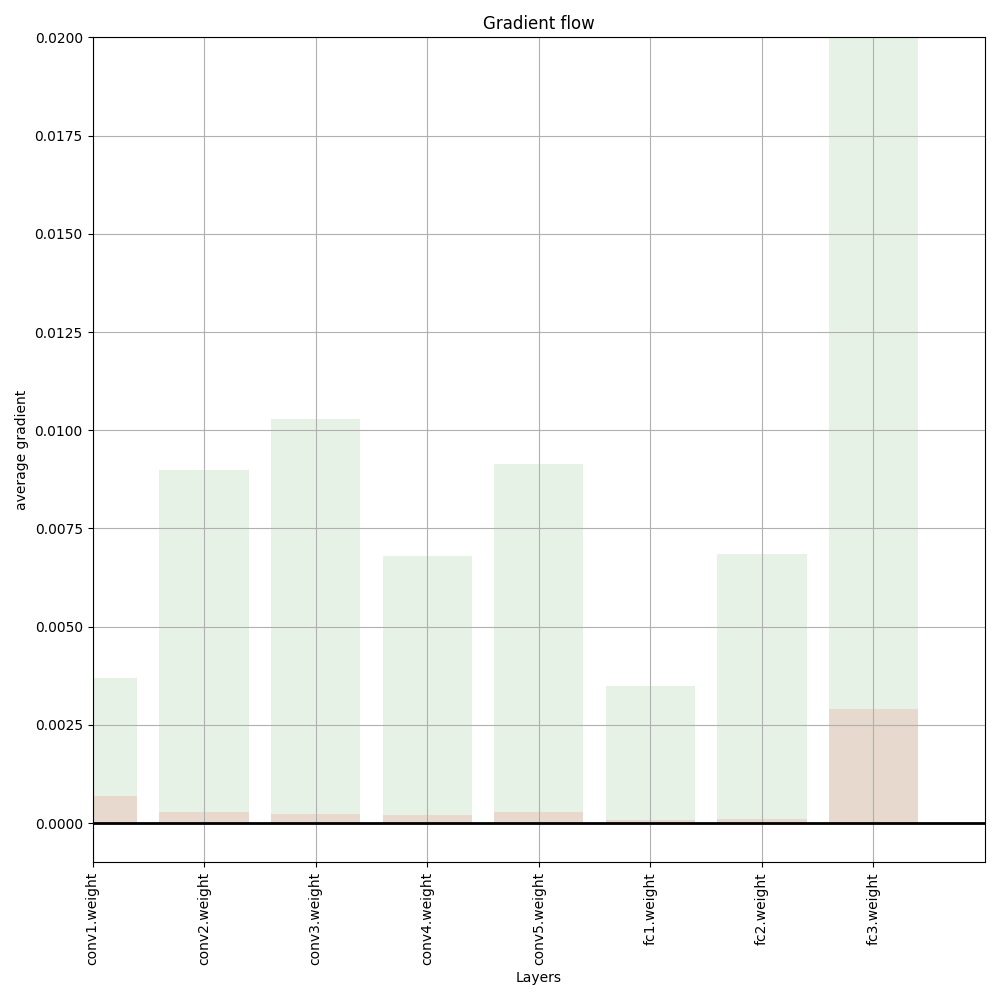 Gradient flow
0.0200
0.0175
0.0150
0.0125
0.0100
0.0075
0.0050
0.0025
0.0000
average gradient
conv1.weight
conv2.weight
conv3.weight
conv4.weight
conv5.weight
fc1.weight
fc2.weight
fc3.weight
Layers